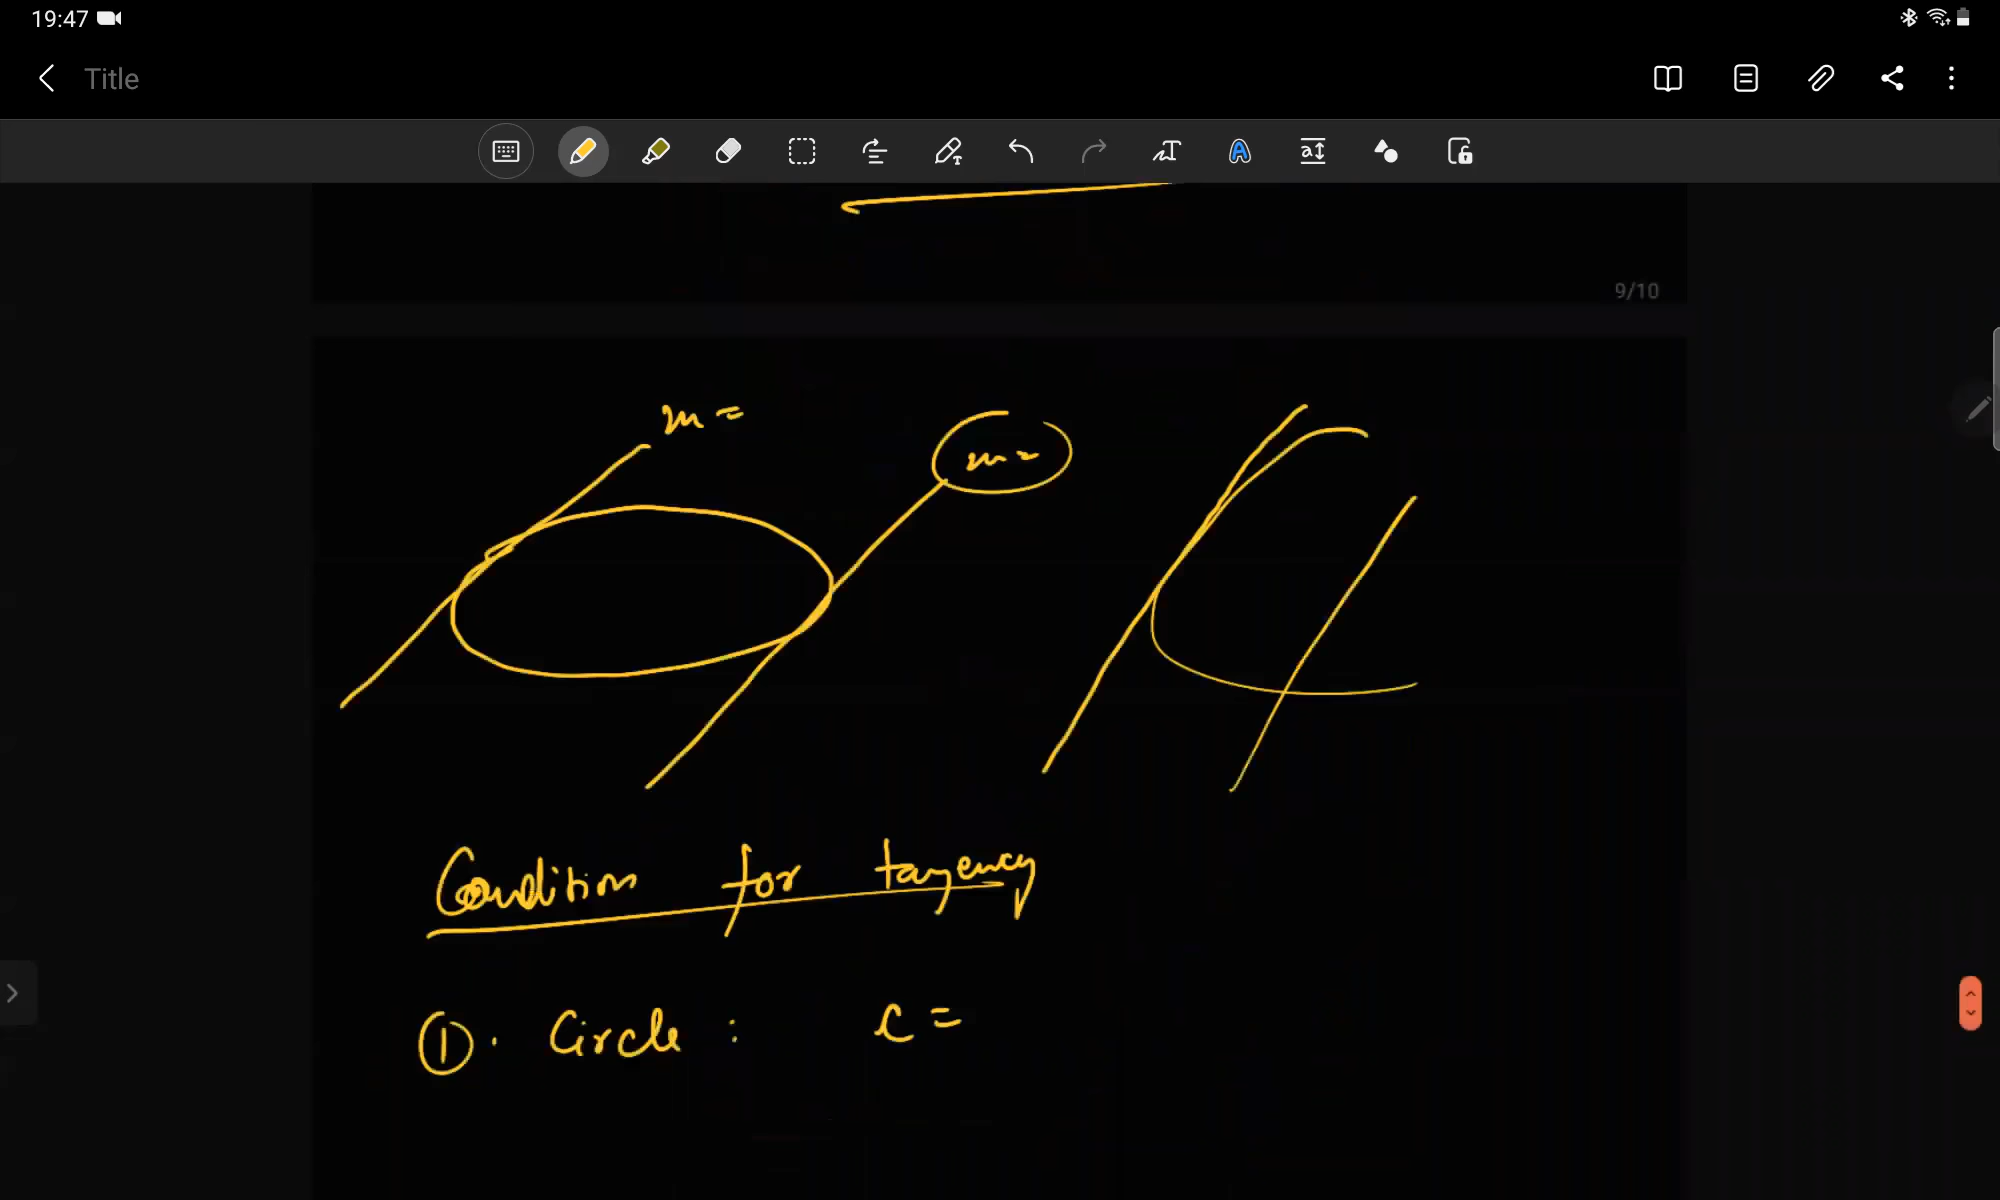 19:47
Title
9/10
m =
m =
Condition for tangency
①. Circle : c =